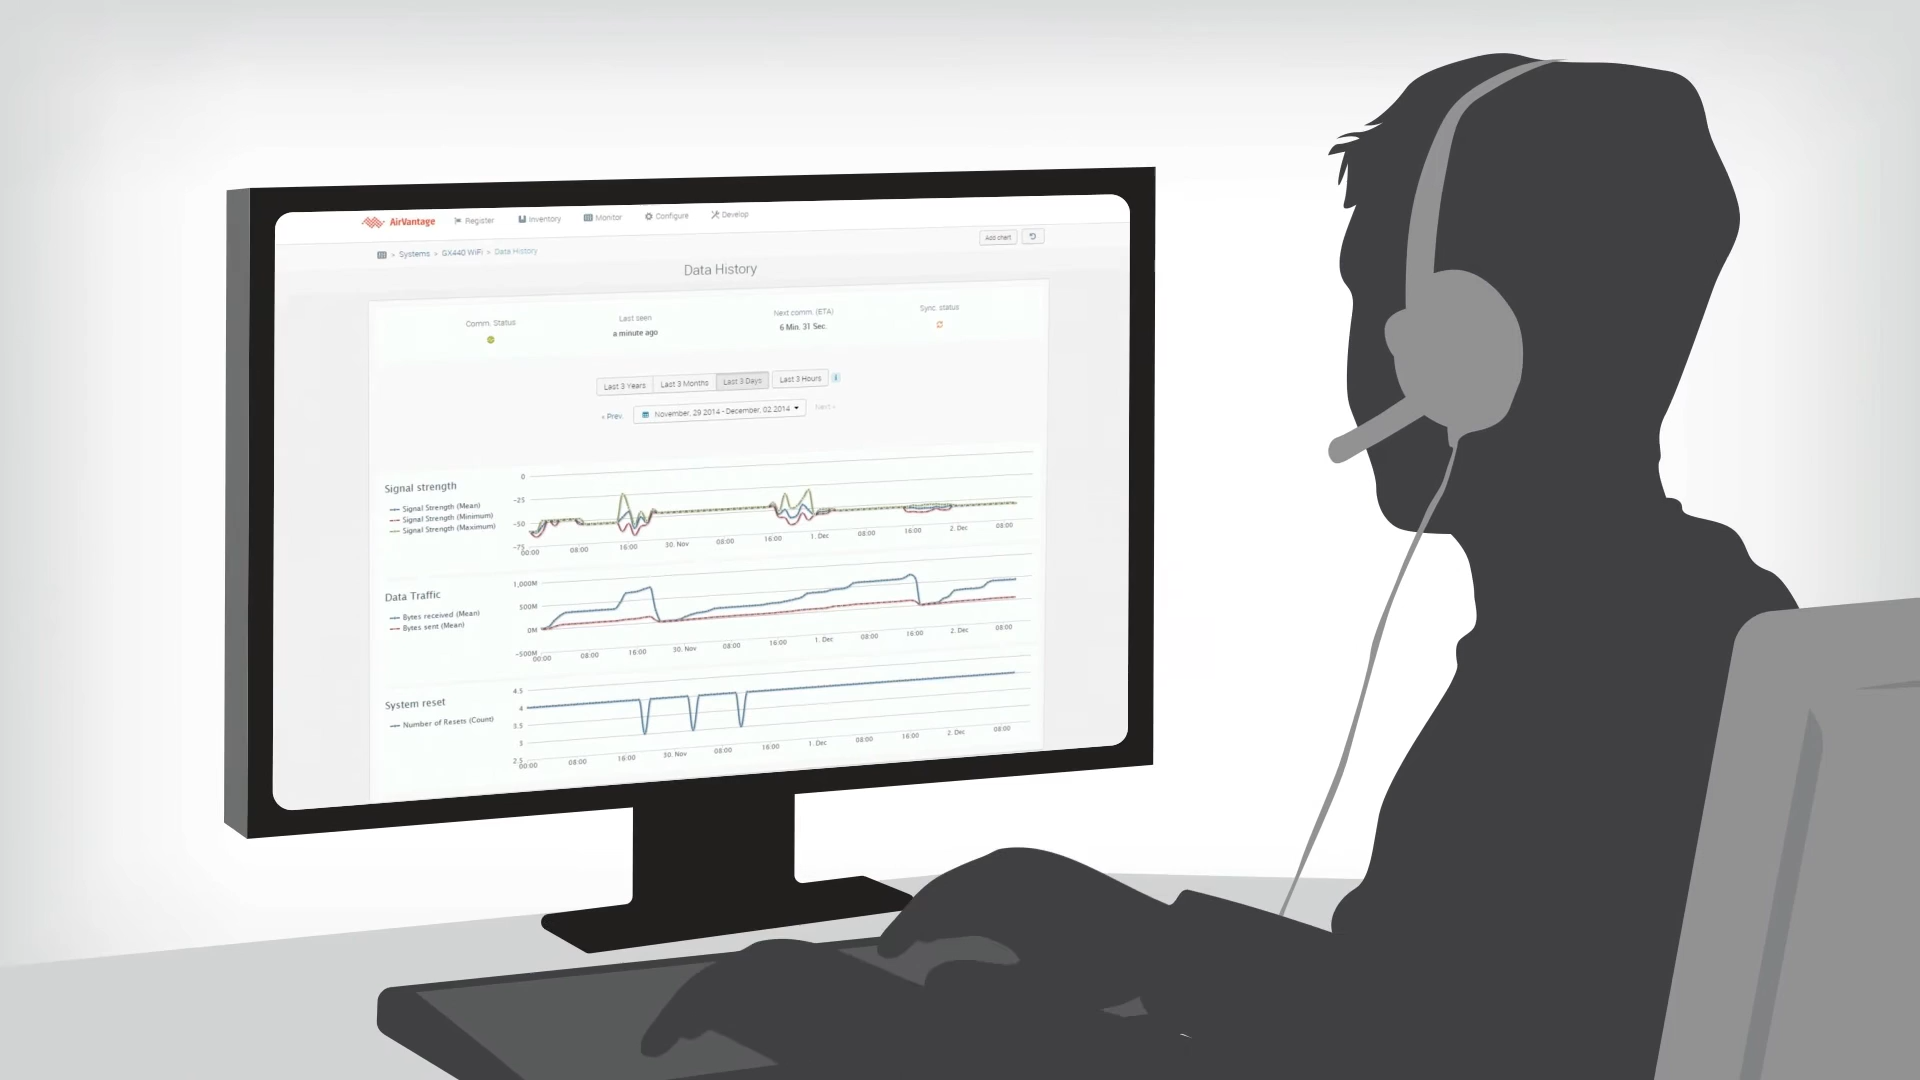 AirVantage Register Inventory Monitor Configure Develop
> Systems > GX440 WiFi > Data History
Add chart
Data History
Comm. Status
Last seen
a minute ago
Next comm. (ETA)
6 Min. 31 Sec.
Sync. status
Last 3 Years Last 3 Months Last 3 Days Last 3 Hours i
« Prev. November, 29 2014 - December, 02 2014 Next »
Signal strength
Signal Strength (Mean)
Signal Strength (Minimum)
Signal Strength (Maximum)
0
-25
-50
-75
00:00 08:00 16:00 30. Nov 08:00 16:00 1. Dec 08:00 16:00 2. Dec 08:00
Data Traffic
Bytes received (Mean)
Bytes sent (Mean)
1,000M
500M
0M
-500M
00:00 08:00 16:00 30. Nov 08:00 16:00 1. Dec 08:00 16:00 2. Dec 08:00
System reset
Number of Resets (Count)
4.5
4
3.5
3
2.5
00:00 08:00 16:00 30. Nov 08:00 16:00 1. Dec 08:00 16:00 2. Dec 08:00